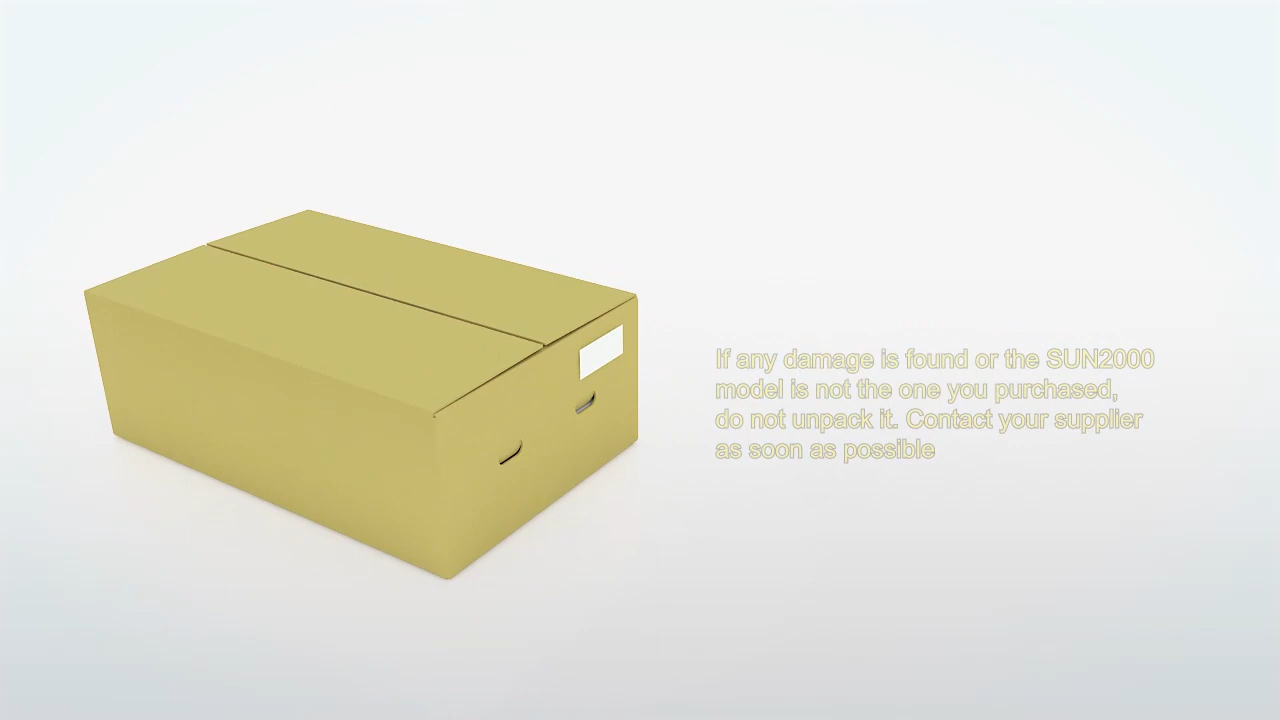 If any damage is found or the SUN2000
model is not the one you purchased,
do not unpack it. Contact your supplier
as soon as possible